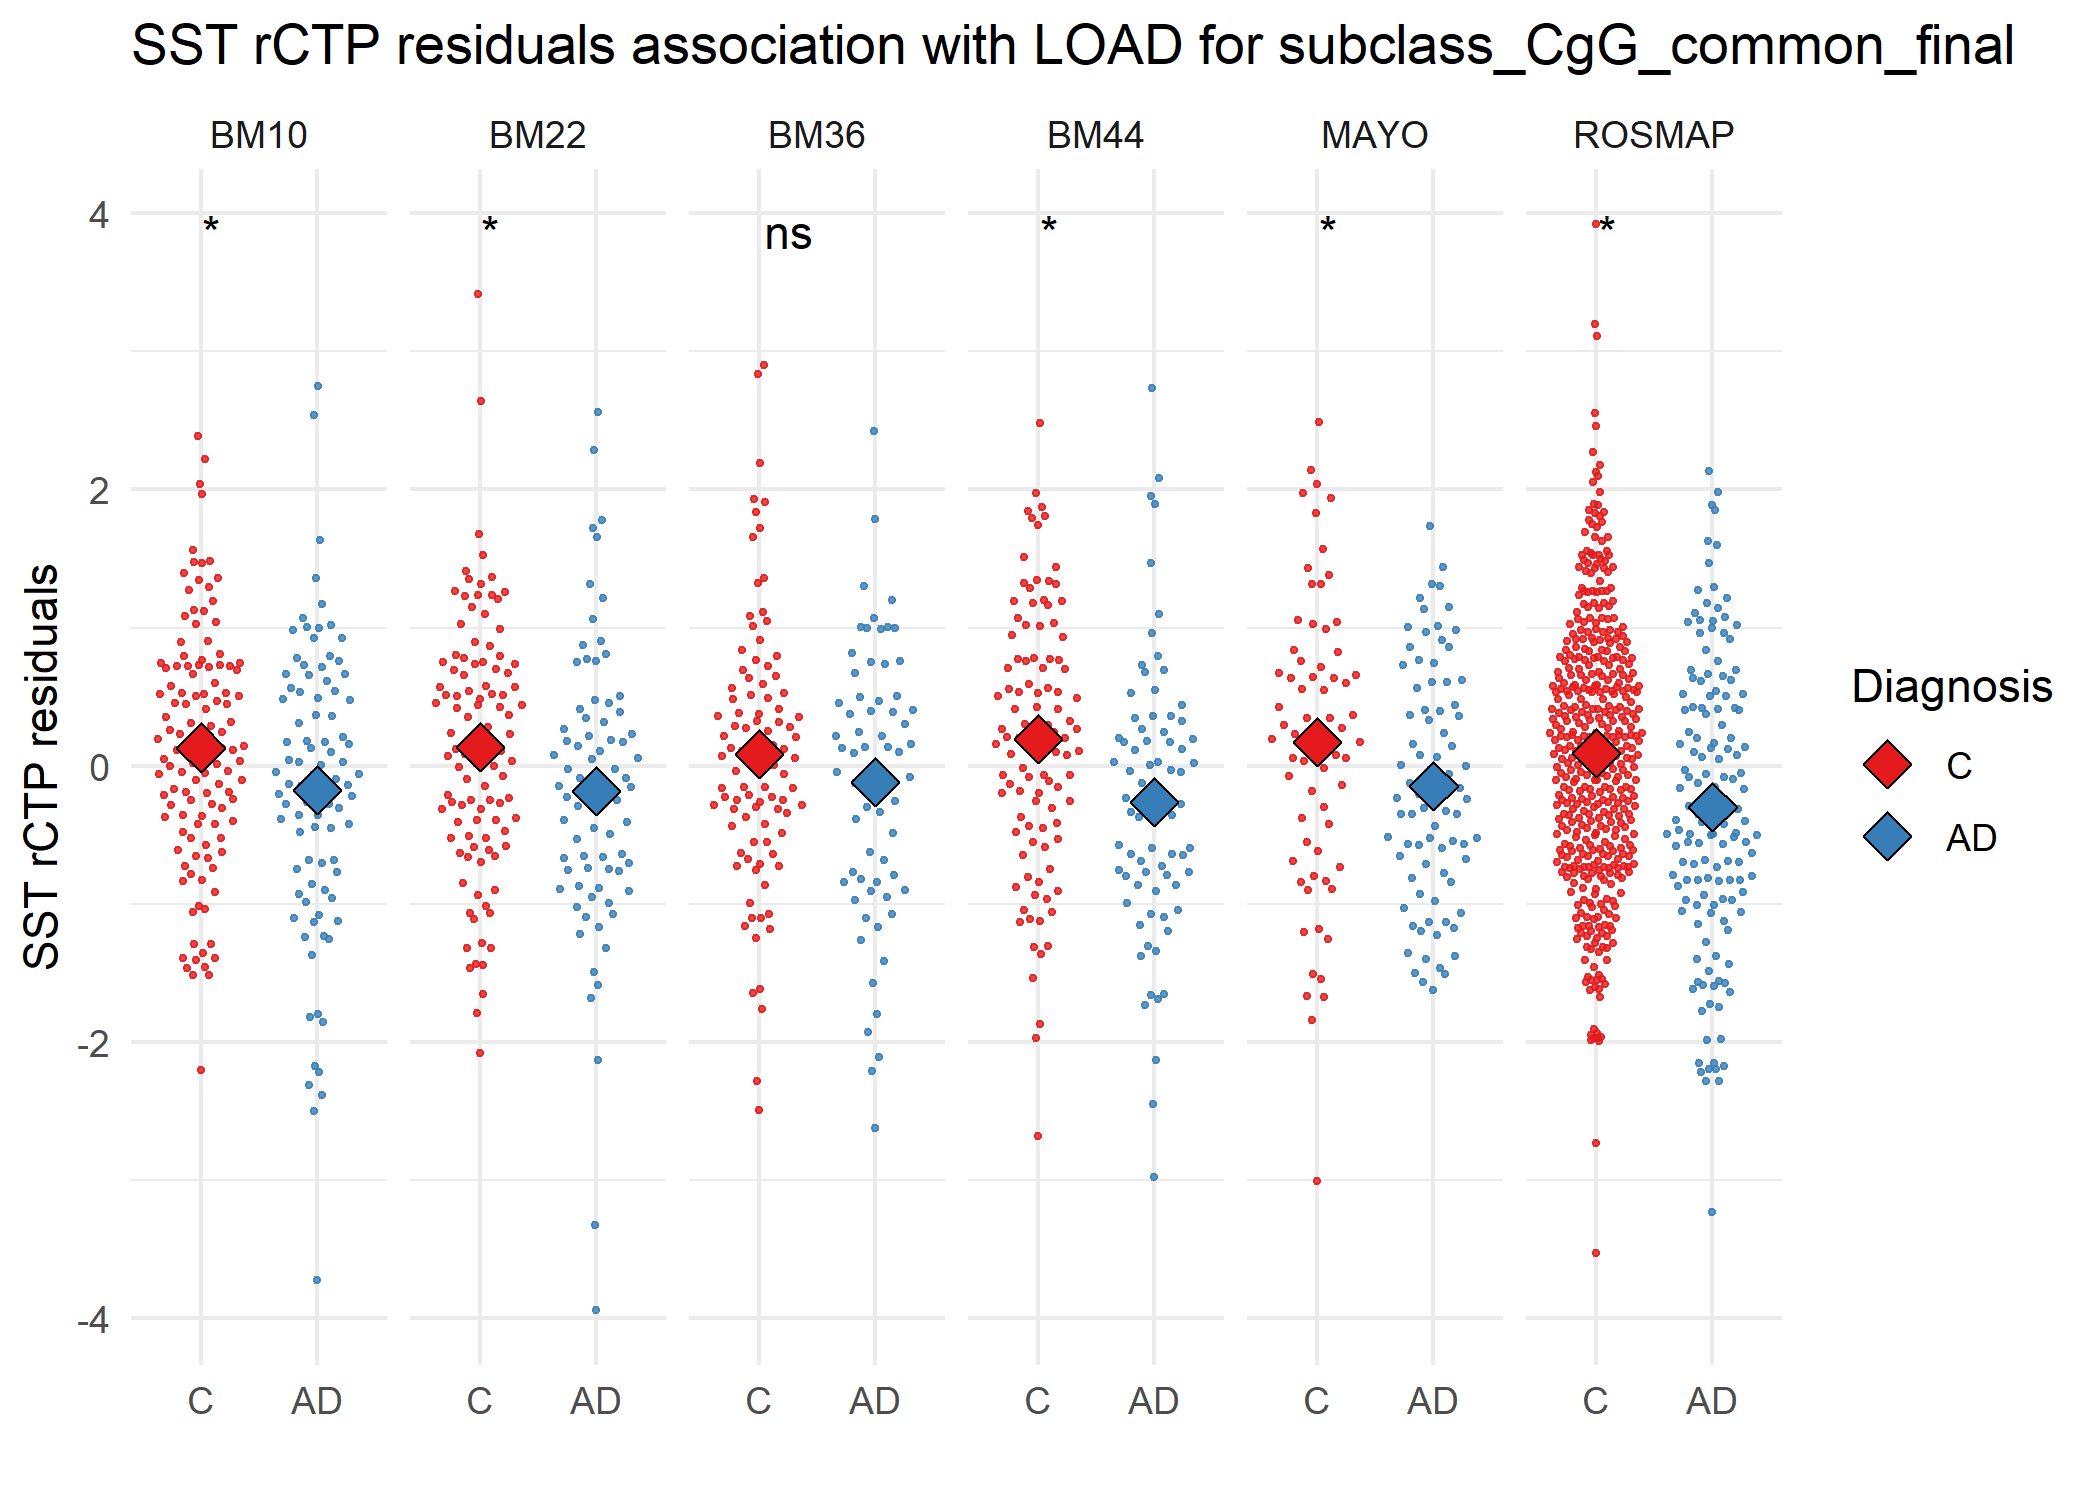 SST rCTP residuals association with LOAD for subclass_CgG_common_final
BM10 BM22 BM36 BM44 MAYO ROSMAP
* * ns * * *
4
2
0
-2
-4
SST rCTP residuals
C AD C AD C AD C AD C AD C AD
Diagnosis
C
AD